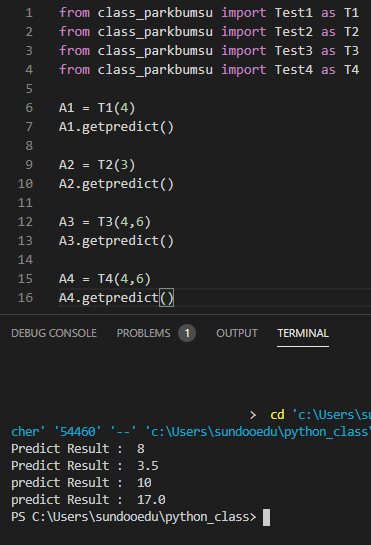 1 from class_parkbumsu import Test1 as T1
2 from class_parkbumsu import Test2 as T2
3 from class_parkbumsu import Test3 as T3
4 from class_parkbumsu import Test4 as T4
5
6 A1 = T1(4)
7 A1.getpredict()
8
9 A2 = T2(3)
10 A2.getpredict()
11
12 A3 = T3(4,6)
13 A3.getpredict()
14
15 A4 = T4(4,6)
16 A4.getpredict()
DEBUG CONSOLE PROBLEMS 1 OUTPUT TERMINAL
> cd 'c:\Users\sun
cher' '54460' '--' 'c:\Users\sundooedu\python_class\
Predict Result : 8
Predict Result : 3.5
predict Result : 10
predict Result : 17.0
PS C:\Users\sundooedu\python_class>